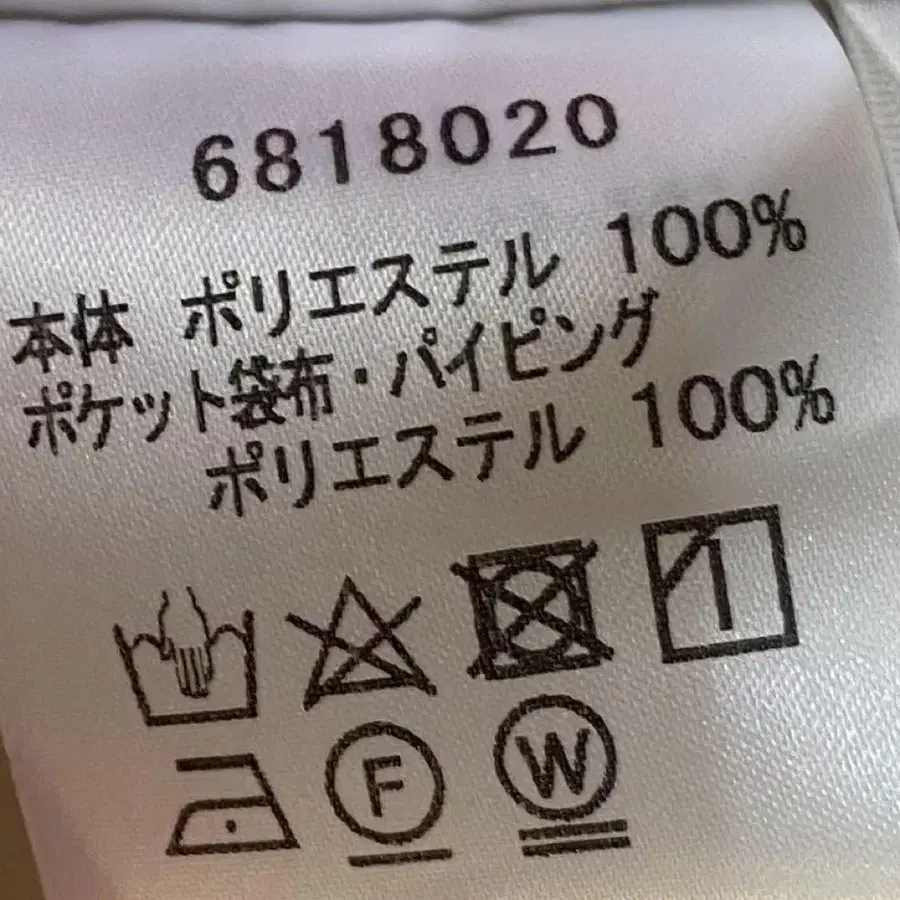 6818020
本体 ポリエステル 100%
ポケット袋布・パイピング
ポリエステル 100%
F W